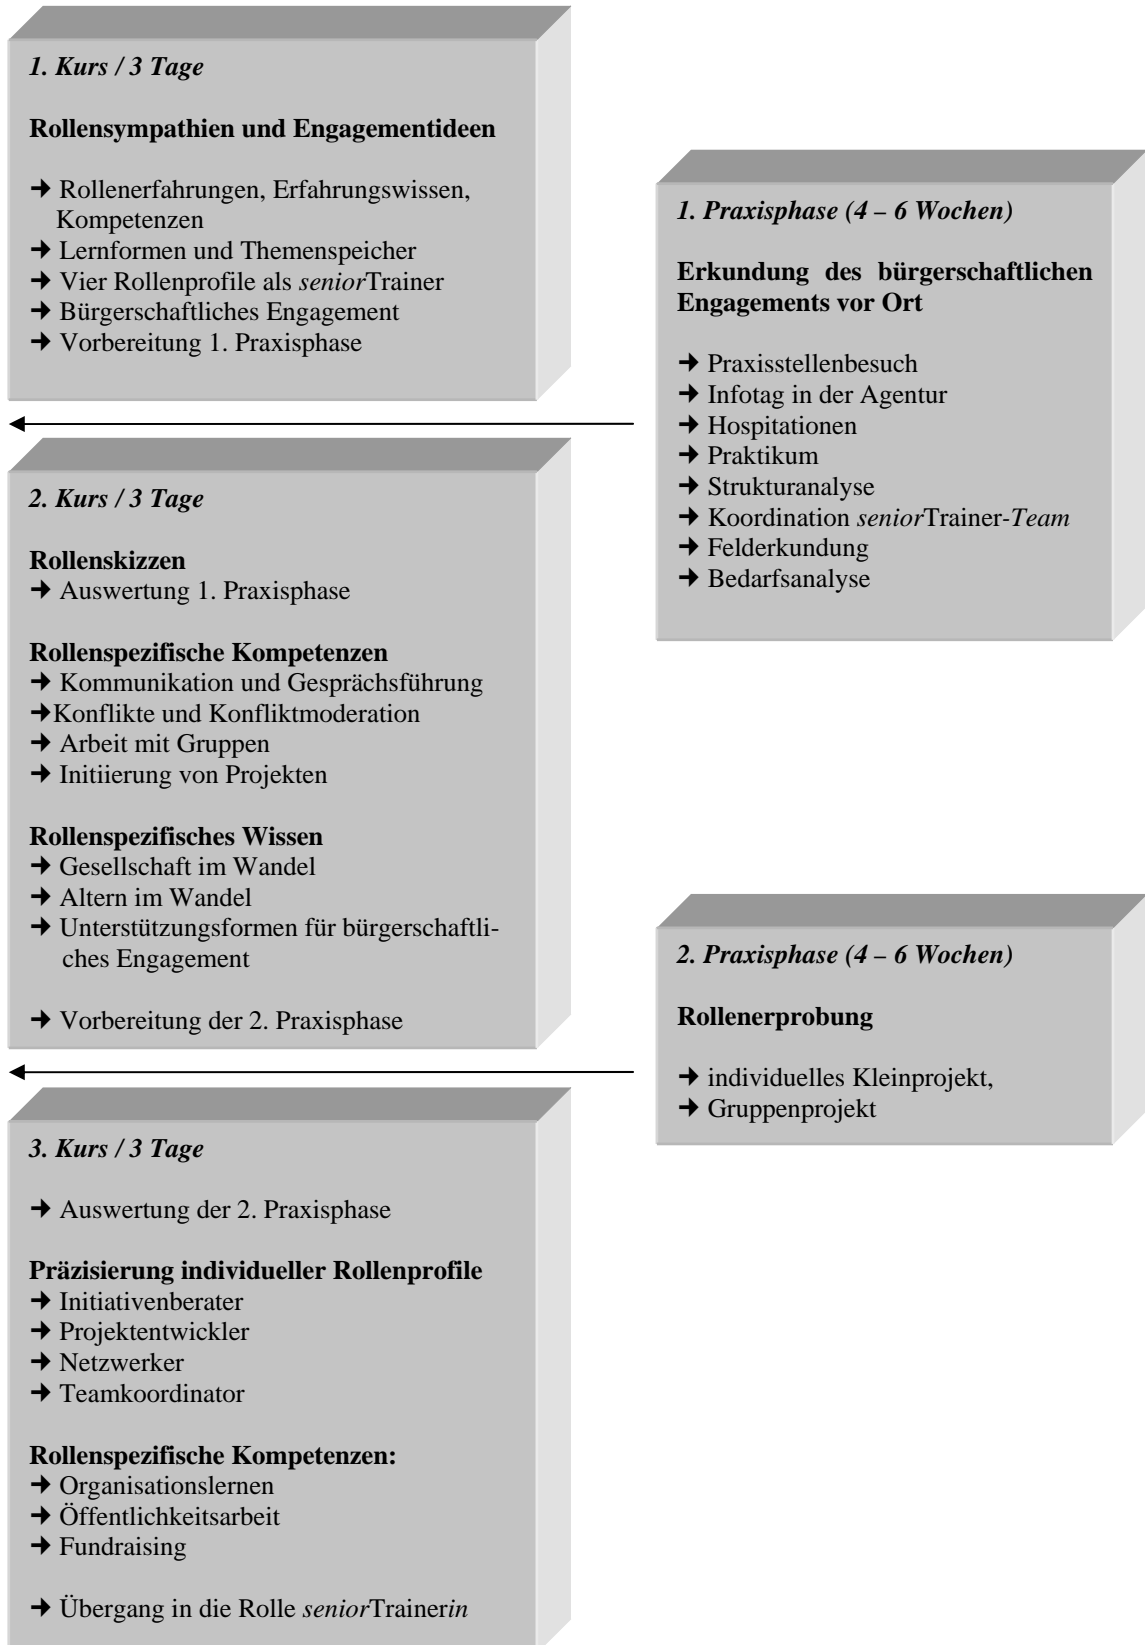 1. Kurs / 3 Tage
Rollensympathien und Engagementideen
➔ Rollenerfahrungen, Erfahrungswissen,
Kompetenzen
➔ Lernformen und Themenspeicher
➔ Vier Rollenprofile als seniorTrainer
➔ Bürgerschaftliches Engagement
➔ Vorbereitung 1. Praxisphase
1. Praxisphase (4 – 6 Wochen)
Erkundung des bürgerschaftlichen
Engagements vor Ort
➔ Praxisstellenbesuch
➔ Infotag in der Agentur
➔ Hospitationen
➔ Praktikum
➔ Strukturanalyse
➔ Koordination seniorTrainer-Team
➔ Felderkundung
➔ Bedarfsanalyse
2. Kurs / 3 Tage
Rollenskizzen
➔ Auswertung 1. Praxisphase
Rollenspezifische Kompetenzen
➔ Kommunikation und Gesprächsführung
➔Konflikte und Konfliktmoderation
➔ Arbeit mit Gruppen
➔ Initiierung von Projekten
Rollenspezifisches Wissen
➔ Gesellschaft im Wandel
➔ Altern im Wandel
➔ Unterstützungsformen für bürgerschaftli-
ches Engagement
➔ Vorbereitung der 2. Praxisphase
2. Praxisphase (4 – 6 Wochen)
Rollenerprobung
➔ individuelles Kleinprojekt,
➔ Gruppenprojekt
3. Kurs / 3 Tage
➔ Auswertung der 2. Praxisphase
Präzisierung individueller Rollenprofile
➔ Initiativenberater
➔ Projektentwickler
➔ Netzwerker
➔ Teamkoordinator
Rollenspezifische Kompetenzen:
➔ Organisationslernen
➔ Öffentlichkeitsarbeit
➔ Fundraising
➔ Übergang in die Rolle seniorTrainerin